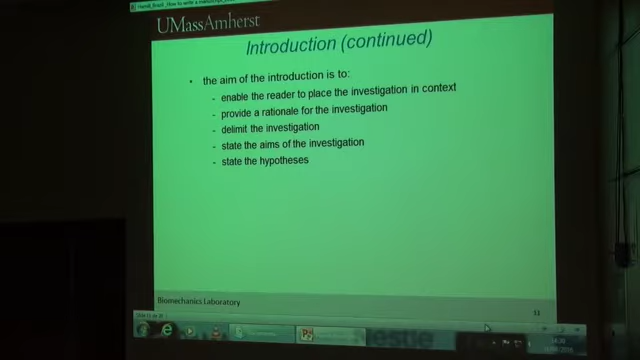 UMassAmherst
Introduction (continued)
• the aim of the introduction is to:
- enable the reader to place the investigation in context
- provide a rationale for the investigation
- delimit the investigation
- state the aims of the investigation
- state the hypotheses
Biomechanics Laboratory
11